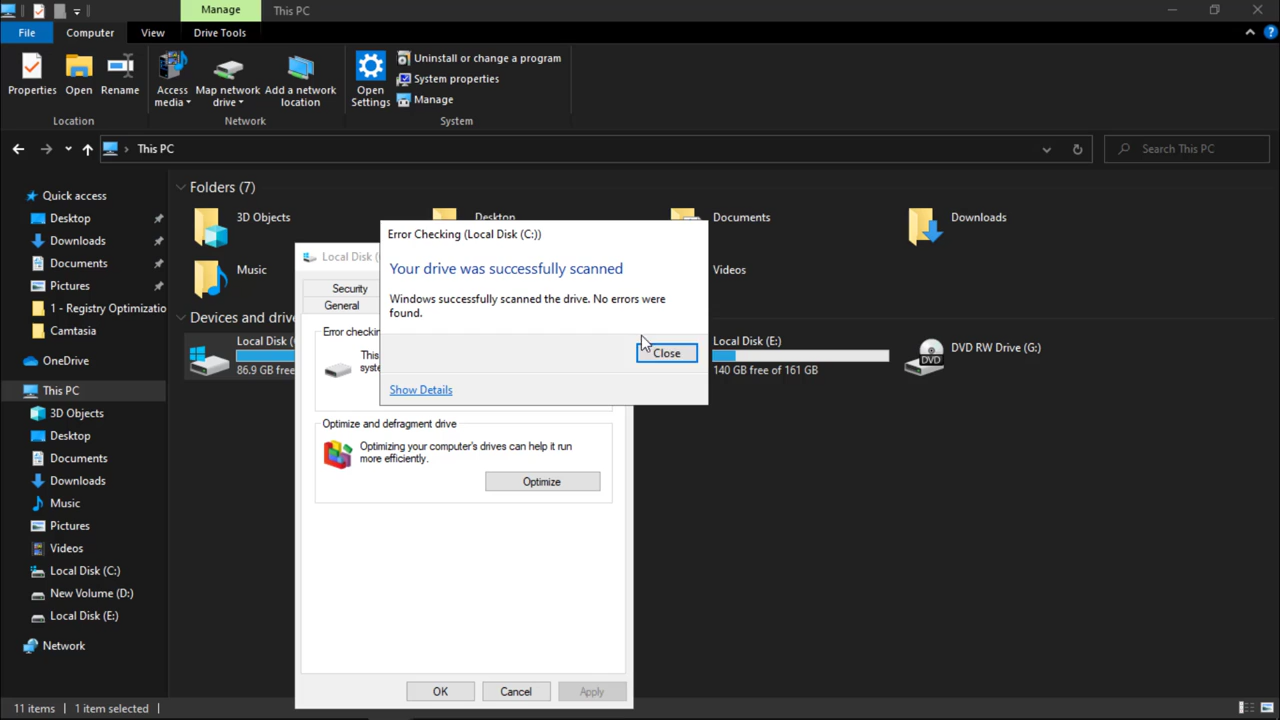 Manage
This PC
File
Computer
View
Drive Tools
Properties
Open
Rename
Access media
Map network drive
Add a network location
Open Settings
Uninstall or change a program
System properties
Manage
Location
Network
System
This PC
Search This PC
Quick access
Desktop
Downloads
Documents
Pictures
1 - Registry Optimizatio
Camtasia
OneDrive
This PC
3D Objects
Desktop
Documents
Downloads
Music
Pictures
Videos
Local Disk (C:)
New Volume (D:)
Local Disk (E:)
Network
Folders (7)
3D Objects
Desktop
Documents
Downloads
Music
Videos
Devices and drive
Local Disk (
86.9 GB free
Local Disk (E:)
140 GB free of 161 GB
DVD RW Drive (G:)
DVD
Local Disk (
Security
General
Error checkin
This
syste
Optimize and defragment drive
Optimizing your computer's drives can help it run
more efficiently.
Optimize
OK
Cancel
Apply
Error Checking (Local Disk (C:))
Your drive was successfully scanned
Windows successfully scanned the drive. No errors were
found.
Close
Show Details
11 items
1 item selected